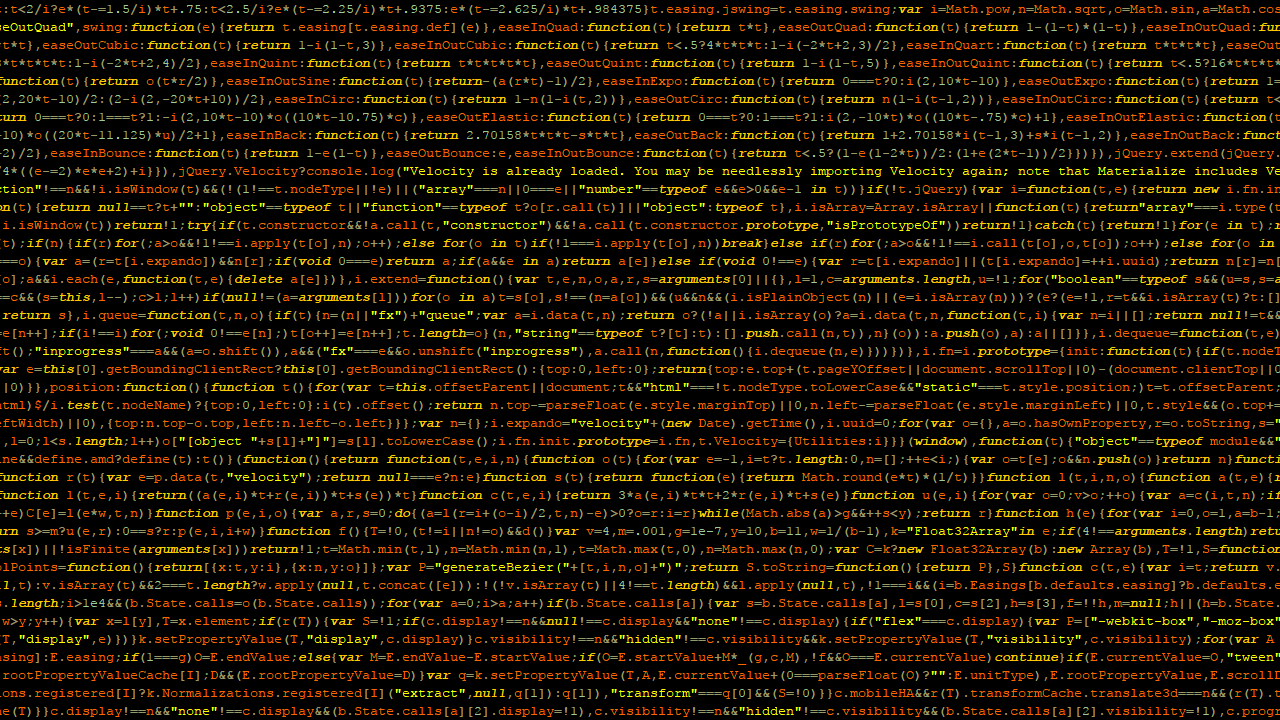 :t<2/i?e*(t-=1.5/i)*t+.75:t<2.5/i?e*(t-=2.25/i)*t+.9375:e*(t-=2.625/i)*t+.984375}t.easing.jswing=t.easing.swing;var i=Math.pow,n=Math.sqrt,o=Math.sin,a=Math.cos
seOutQuad",swing:function(e){return t.easing[t.easing.def](e)},easeInQuad:function(t){return t*t},easeOutQuad:function(t){return 1-(1-t)*(1-t)},easeInOutQuad:func
t*t*t},easeOutCubic:function(t){return 1-i(1-t,3)},easeInOutCubic:function(t){return t<.5?4*t*t*t:1-i(-2*t+2,3)/2},easeInQuart:function(t){return t*t*t*t},easeOu
*t*t*t*t:1-i(-2*t+2,4)/2},easeInQuint:function(t){return t*t*t*t*t},easeOutQuint:function(t){return 1-i(1-t,5)},easeInOutQuint:function(t){return t<.5?16*t*t*t*t
function(t){return o(t*r/2)},easeInOutSine:function(t){return-(a(r*t)-1)/2},easeInExpo:function(t){return 0===t?0:i(2,10*t-10)},easeOutExpo:function(t){return 1=
(2,20*t-10)/2:(2-i(2,-20*t+10))/2},easeInCirc:function(t){return 1-n(1-i(t,2))},easeOutCirc:function(t){return n(1-i(t-1,2))},easeInOutCirc:function(t){return t<
urn 0===t?0:1===t?1:-i(2,10*t-10)*o((10*t-10.75)*c)},easeOutElastic:function(t){return 0===t?0:1===t?1:i(2,-10*t)*o((10*t-.75)*c)+1},easeInOutElastic:function(t)
-10)*o((20*t-11.125)*u)/2+1},easeInBack:function(t){return 2.70158*t*t*t-s*t*t},easeOutBack:function(t){return 1+2.70158*i(t-1,3)+s*i(t-1,2)},easeInOutBack:funct
-2)/2},easeInBounce:function(t){return 1-e(1-t)},easeOutBounce:e,easeInOutBounce:function(t){return t<.5?(1-e(1-2*t))/2:(1+e(2*t-1))/2}})}),jQuery.extend(jQuery.
/4*((e-=2)*e*e+2)+i}}),jQuery.Velocity?console.log("Velocity is already loaded. You may be needlessly importing Velocity again; note that Materialize includes Ve
ction"!==n&&!i.isWindow(t)&&(!(1!==t.nodeType||!e)||("array"===n||0===e||"number"typeof e&&e>0&&e-1 in t))}if(!t.jQuery){var i=function(t,e){return new i.fn.in
on(t){return null==t?t+"":"object"==typeof t||"function"==typeof t?o[r.call(t)]||"object":typeof t},i.isArray=Array.isArray||function(t){return"array"===i.type(t
i.isWindow(t))return!1;try{if(t.constructor&&!a.call(t,"constructor")&&!a.call(t.constructor.prototype,"isPrototypeOf"))return!1}catch(t){return!1}for(e in t);r
(t);if(n){if(r)for(;a>o&&!1!==i.apply(t[o],n);o++);else for(o in t)if(!1===i.apply(t[o],n))break}else if(r)for(;a>o&&!1!==i.call(t[o],o,t[o]);o++);else for(o in
===o){var a=(r=t[i.expando])&&n[r];if(void 0===e)return a;if(a&&e in a)return a[e]}else if(void 0!==e){var r=t[i.expando]||(t[i.expando]=++i.uuid);return n[r]=n[
o];a&&i.each(e,function(t,e){delete a[e]})},i.extend=function(){var t,e,n,o,a,r,s=arguments[0]||{},l=1,c=arguments.length,u=!1;for("boolean"==typeof s&&(u=s,s=a
==c&&(s=this,l--);c>l;l++)if(null!=(a=arguments[l]))for(o in a)t=s[o],s!==(n=a[o])&&(u&&n&&(i.isPlainObject(n)||(e=i.isArray(n)))?(e?(e=!1,r=t&&i.isArray(t)?t:[]
return s},i.queue=function(t,n,o){if(t){n=(n||"fx")+"queue";var a=i.data(t,n);return o?(!a||i.isArray(o)?a=i.data(t,n,function(t,i){var n=i||[];return null!=t&&
=e[n++];if(i!==i)for(;void 0!==e[n];)t[o++]=e[n++];t.length=o}(n,"string"==typeof t?[t]:t):[].push.call(n,t)),n}(o)):a.push(o),a):a||[]}},i.dequeue=function(t,e)
ft();"inprogress"===a&&(a=o.shift()),a&&("fx"===e&&o.unshift("inprogress"),a.call(n,function(){i.dequeue(n,e)}))})},i.fn=i.prototype={init:function(t){if(t.nodeT
var e=this[0].getBoundingClientRect?this[0].getBoundingClientRect():{top:0,left:0};return{top:e.top+(t.pageYOffset||document.scrollTop||0)-(document.clientTop||0
||0)}},position:function(){function t(){for(var t=this.offsetParent||document;t&&"html"===!t.nodeType.toLowerCase&&"static"===t.style.position;)t=t.offsetParent;
html)$/i.test(t.nodeName)?{top:0,left:0}:i(t).offset();return n.top-=parseFloat(e.style.marginTop)||0,n.left-=parseFloat(e.style.marginLeft)||0,t.style&&(o.top+=
eftWidth)||0),{top:n.top-o.top,left:n.left-o.left}}};var n={};i.expando="velocity"+(new Date).getTime(),i.uuid=0;for(var o={},a=o.hasOwnProperty,r=o.toString,s="
,l=0;l<s.length;l++)o["[object "+s[l]+"]"]=s[l].toLowerCase();i.fn.init.prototype=i.fn,t.Velocity={Utilities:i}}}(window),function(t){"object"==typeof module&&"
ne&&define.amd?define(t):t()}(function(){return function(t,e,i,n){function o(t){for(var e=-1,i=t?t.length:0,n=[];++e<i;){var o=t[e];o&&n.push(o)}return n}functi
function r(t){var e=p.data(t,"velocity");return null===e?n:e}function s(t){return function(e){return Math.round(e*t)*(1/t)}}function l(t,i,n,o){function a(t,e){
function l(t,e,i){return((a(e,i)*t+r(e,i))*t+s(e))*t}function c(t,e,i){return 3*a(e,i)*t*t+2*r(e,i)*t+s(e)}function u(e,i){for(var o=0;v>o;++o){var a=c(i,t,n);if
++)C[e]=l(e*w,t,n)}function p(e,i,o){var a,r,s=0;do{(a=l(r=i+(o-i)/2,t,n)-e)>0?o=r:i=r}while(Math.abs(a)>g&&++s<y);return r}function h(e){for(var i=0,o=1,a=b-1;
urn s>=m?u(e,r):0==s?r:p(e,i,i+w)}function f(){T=!0,(t!=i||n!=o)&&d()}var v=4,m=.001,g=1e-7,y=10,b=11,w=1/(b-1),k="Float32Array"in e;if(4!==arguments.length)retu
ts[x])||!isFinite(arguments[x]))return!1;t=Math.min(t,1),n=Math.min(n,1),t=Math.max(t,0),n=Math.max(n,0);var C=k?new Float32Array(b):new Array(b),T=!1,S=function
olPoints=function(){return[{x:t,y:i},{x:n,y:o}]};var P="generateBezier("+[t,i,n,o]+")";return S.toString=function(){return P},S}function c(t,e){var i=t;return v.
1,t):v.isArray(t)&&2===t.length?w.apply(null,t.concat([e])):!(!v.isArray(t)||4!==t.length)&&l.apply(null,t),!1===i&&(i=b.Easings[b.defaults.easing]?b.defaults.e
s.length;i>1e4&&(b.State.calls=o(b.State.calls));for(var a=0;i>a;a++)if(b.State.calls[a]){var s=b.State.calls[a],l=s[0],c=s[2],h=s[3],f=!!h,m=null;h||(h=b.State.
;w>y;y++){var x=l[y],T=x.element;if(r(T)){var S=!1;if(c.display!==n&&null!==c.display&&"none"!==c.display){if("flex"===c.display){var P=["-webkit-box","-moz-box"
(T,"display",e)})}k.setPropertyValue(T,"display",c.display)}c.visibility!==n&&"hidden"!==c.visibility&&k.setPropertyValue(T,"visibility",c.visibility);for(var A
asing]:E.easing;if(1===g)O=E.endValue;else{var M=E.endValue-E.startValue;if(O=E.startValue+M*_(g,c,M),!f&&O===E.currentValue)continue}if(E.currentValue=O,"tween"
.rootPropertyValueCache[I];D&&(E.rootPropertyValue=D)}var q=k.setPropertyValue(T,A,E.currentValue+(0===parseFloat(O)?"":E.unitType),E.rootPropertyValue,E.scrollD
ions.registered[I]?k.Normalizations.registered[I]("extract",null,q[1]):q[1]),"transform"===q[0]&&(S=!0)}}c.mobileHA&&r(T).transformCache.translate3d===n&&(r(T).t
he(T)}}c.display!==n&&"none"!==c.display&&(b.State.calls[a][2].display=!1),c.visibility!==n&&"hidden"!==c.visibility&&(b.State.calls[a][2].visibility=!1),c.progr